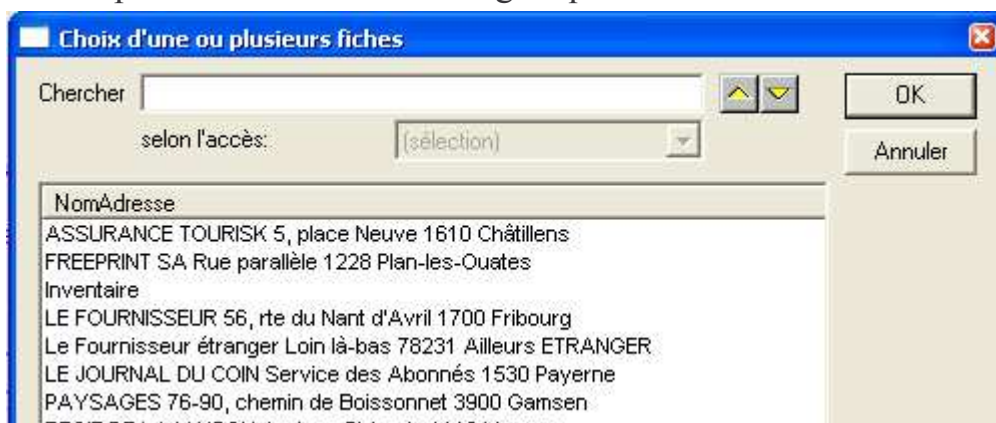 Choix d'une ou plusieurs fiches
Chercher
OK
selon l'accès:
(sélection)
Annuler
NomAdresse
ASSURANCE TOURISK 5, place Neuve 1610 Châtillens
FREEPRINT SA Rue parallèle 1228 Plan-les-Ouates
Inventaire
LE FOURNISSEUR 56, rte du Nant d'Avril 1700 Fribourg
Le Fournisseur étranger Loin là-bas 78231 Ailleurs ETRANGER
LE JOURNAL DU COIN Service des Abonnés 1530 Payerne
PAYSAGES 76-90, chemin de Boissonnet 3900 Gamsen